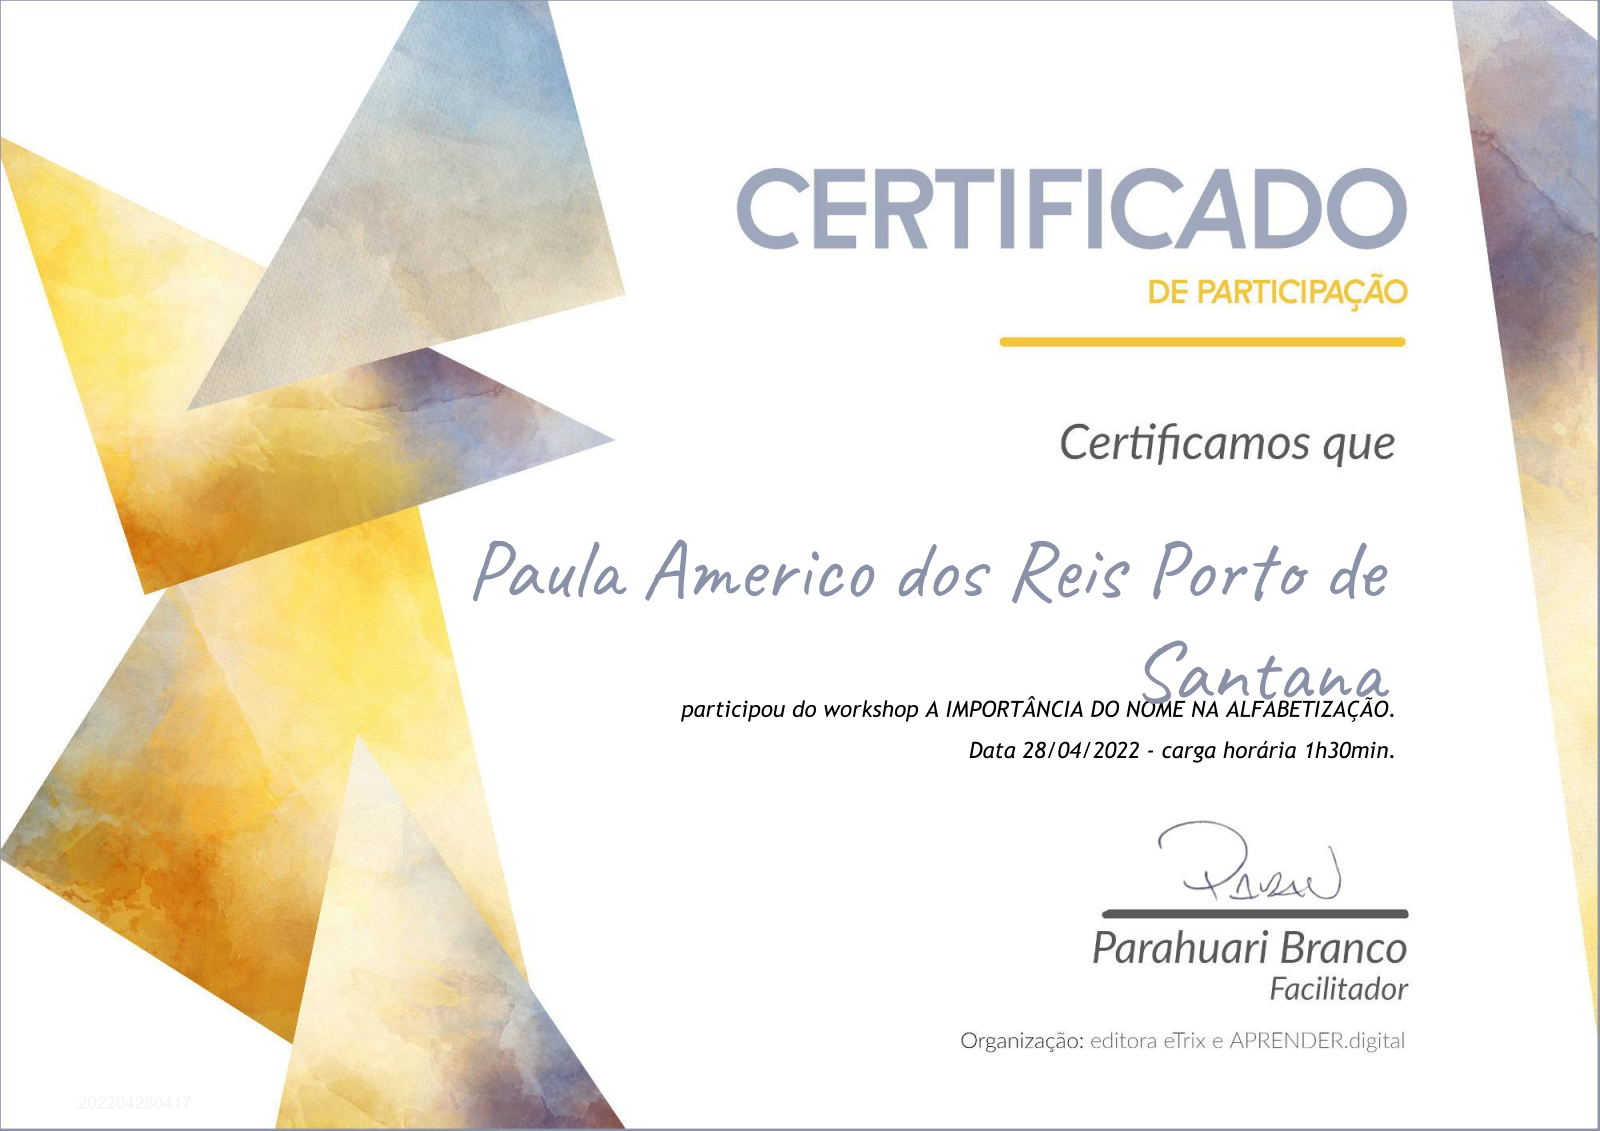 CERTIFICADO
DE PARTICIPAÇÃO
Certificamos que
Paula Americo dos Reis Porto de
Santana
participou do workshop A IMPORTÂNCIA DO NOME NA ALFABETIZAÇÃO.
Data 28/04/2022 - carga horária 1h30min.
Parahuari Branco
Facilitador
Organização: editora eTrix e APRENDER.digital
202204280417